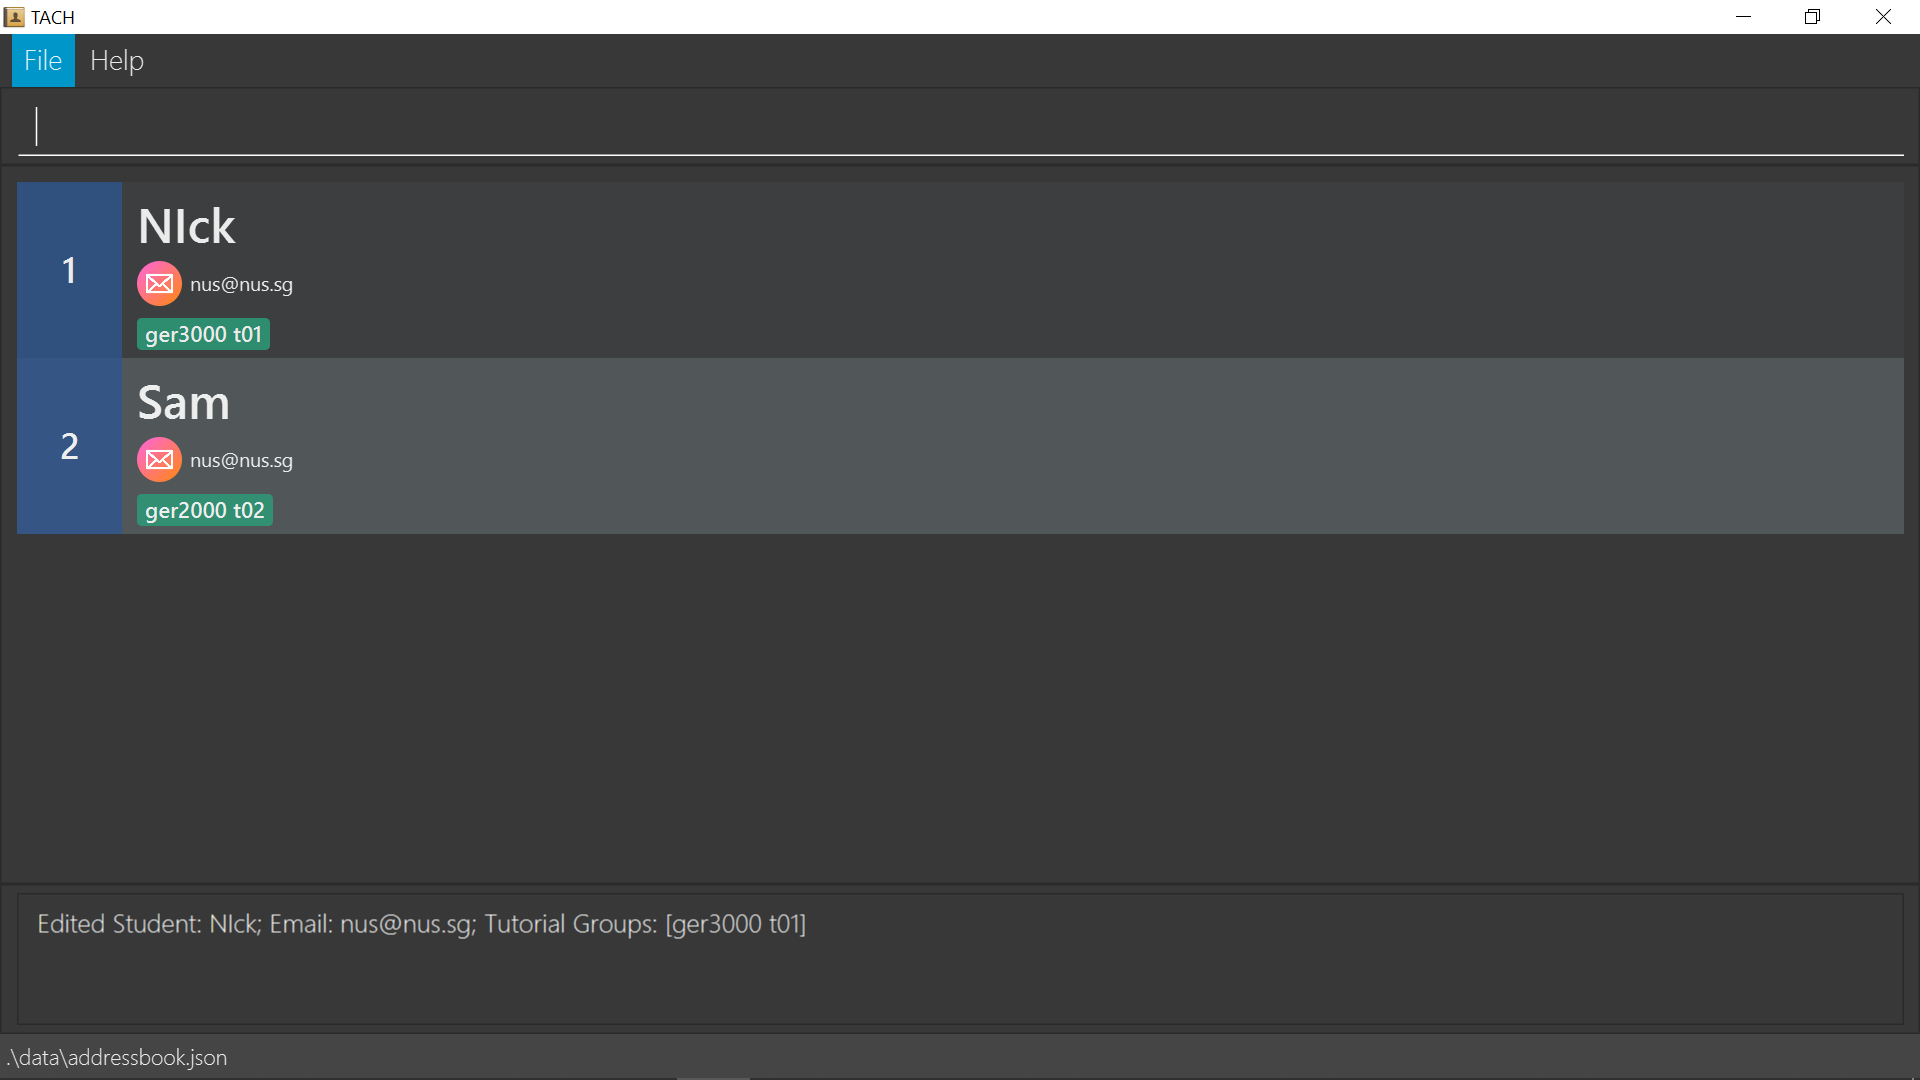 TACH
File Help
1
NIck
nus@nus.sg
ger3000 t01
2
Sam
nus@nus.sg
ger2000 t02
Edited Student: NIck; Email: nus@nus.sg; Tutorial Groups: [ger3000 t01]
.\data\addressbook.json